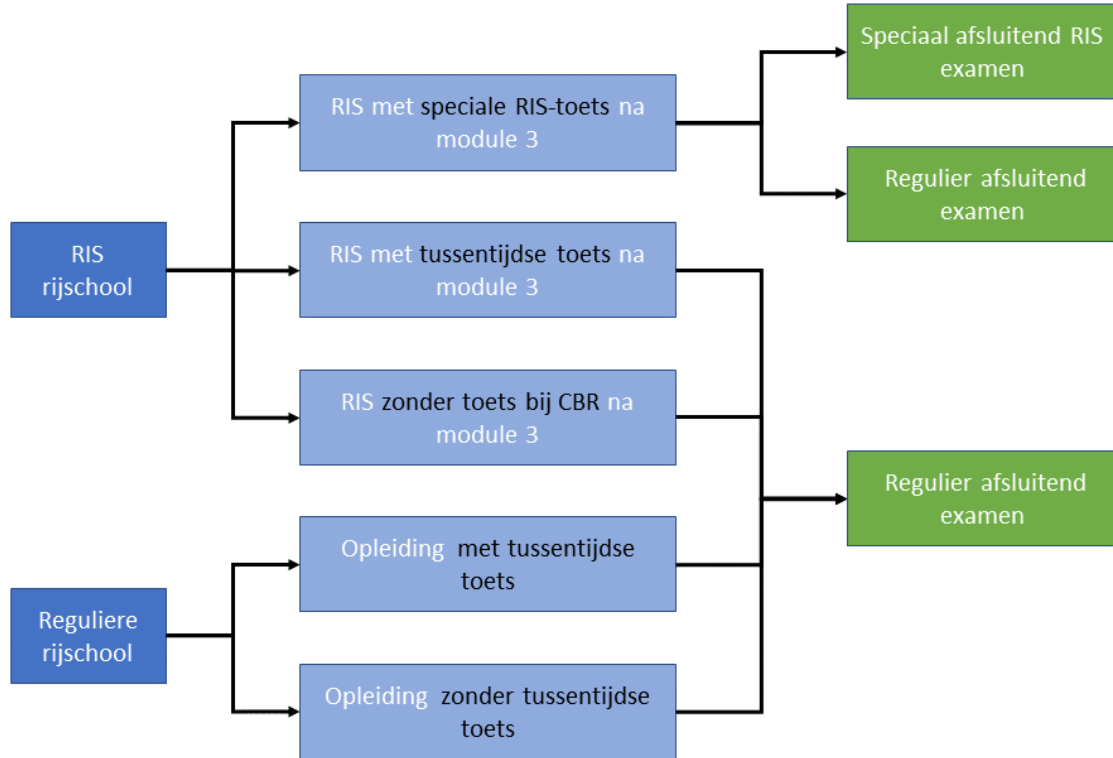 Speciaal afsluitend RIS
examen
RIS met speciale RIS-toets na
module 3
Regulier afsluitend
examen
RIS
rijschool
RIS met tussentijdse toets na
module 3
RIS zonder toets bij CBR na
module 3
Regulier afsluitend
examen
Opleiding met tussentijdse
toets
Reguliere
rijschool
Opleiding zonder tussentijdse
toets